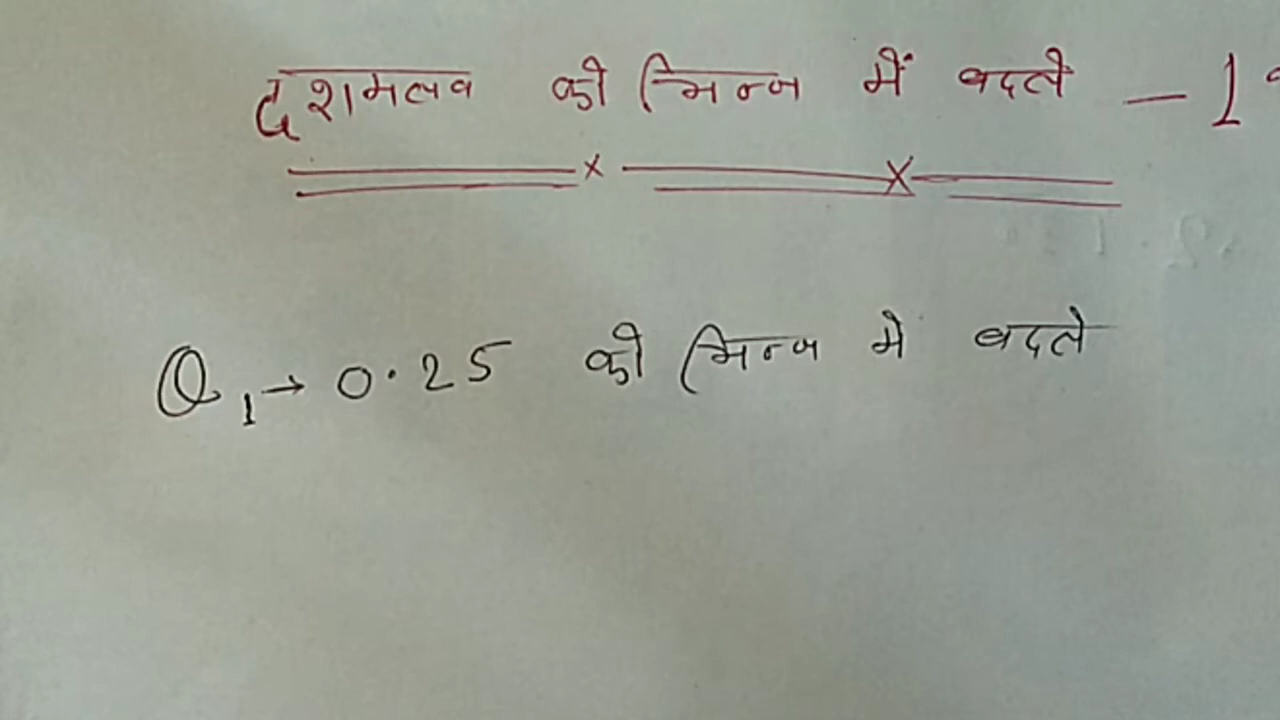 दशमलव को भिन्न में बदले - 1
Q1→ 0.25 को भिन्न मे बदले